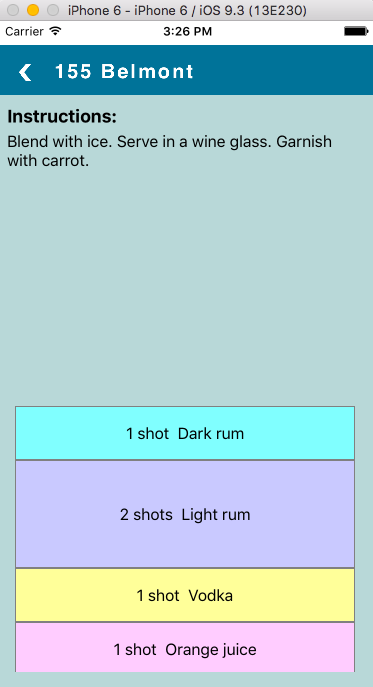 iPhone 6 - iPhone 6 / iOS 9.3 (13E230)
Carrier 3:26 PM
155 Belmont
Instructions:
Blend with ice. Serve in a wine glass. Garnish
with carrot.
1 shot  Dark rum
2 shots  Light rum
1 shot  Vodka
1 shot  Orange juice